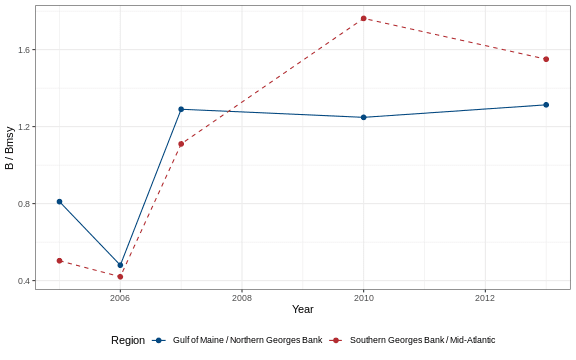 1.6
1.2
0.8
0.4
B / Bmsy
2006 2008 2010 2012
Year
Region Gulf of Maine / Northern Georges Bank Southern Georges Bank / Mid-Atlantic